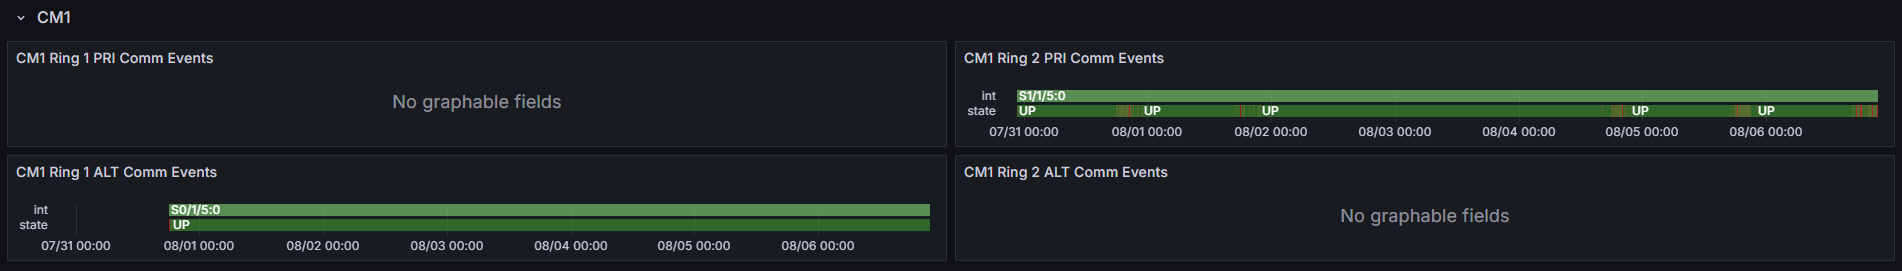 CM1
CM1 Ring 1 PRI Comm Events
No graphable fields
CM1 Ring 2 PRI Comm Events
int S1/1/5:0
state UP UP UP UP UP
07/31 00:00 08/01 00:00 08/02 00:00 08/03 00:00 08/04 00:00 08/05 00:00 08/06 00:00
CM1 Ring 1 ALT Comm Events
int S0/1/5:0
state UP
07/31 00:00 08/01 00:00 08/02 00:00 08/03 00:00 08/04 00:00 08/05 00:00 08/06 00:00
CM1 Ring 2 ALT Comm Events
No graphable fields